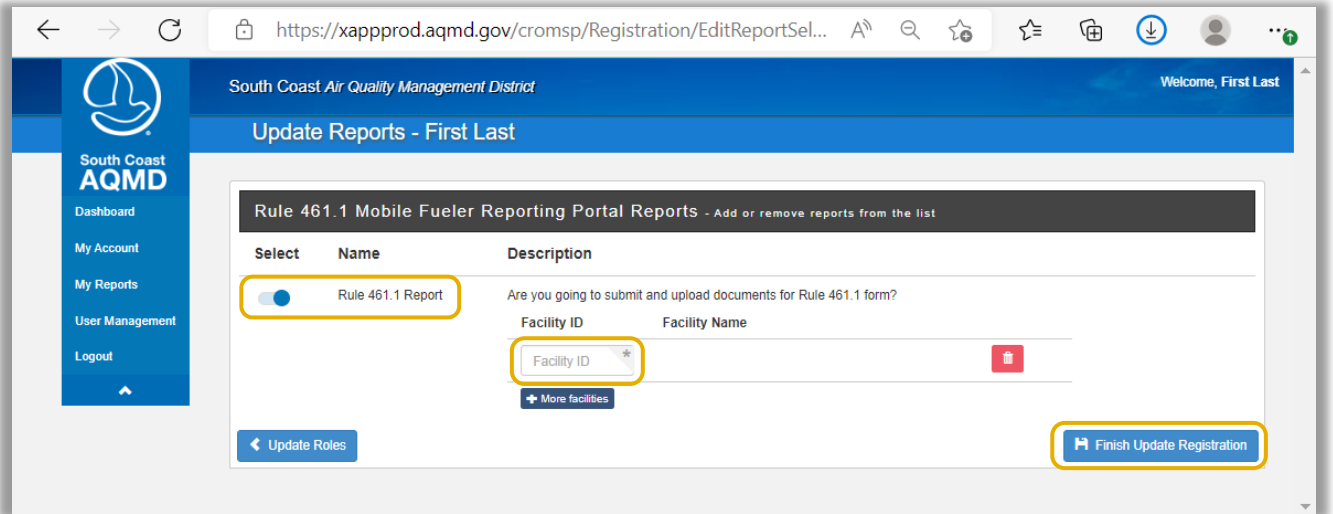 https://xappprod.aqmd.gov/cromsp/Registration/EditReportSel...
South Coast Air Quality Management District
Welcome, First Last
Update Reports - First Last
South Coast
AQMD
Dashboard
My Account
My Reports
User Management
Logout
Rule 461.1 Mobile Fueler Reporting Portal Reports - Add or remove reports from the list
Select Name Description
Rule 461.1 Report Are you going to submit and upload documents for Rule 461.1 form?
Facility ID Facility Name
Facility ID *
+ More facilities
Update Roles
Finish Update Registration